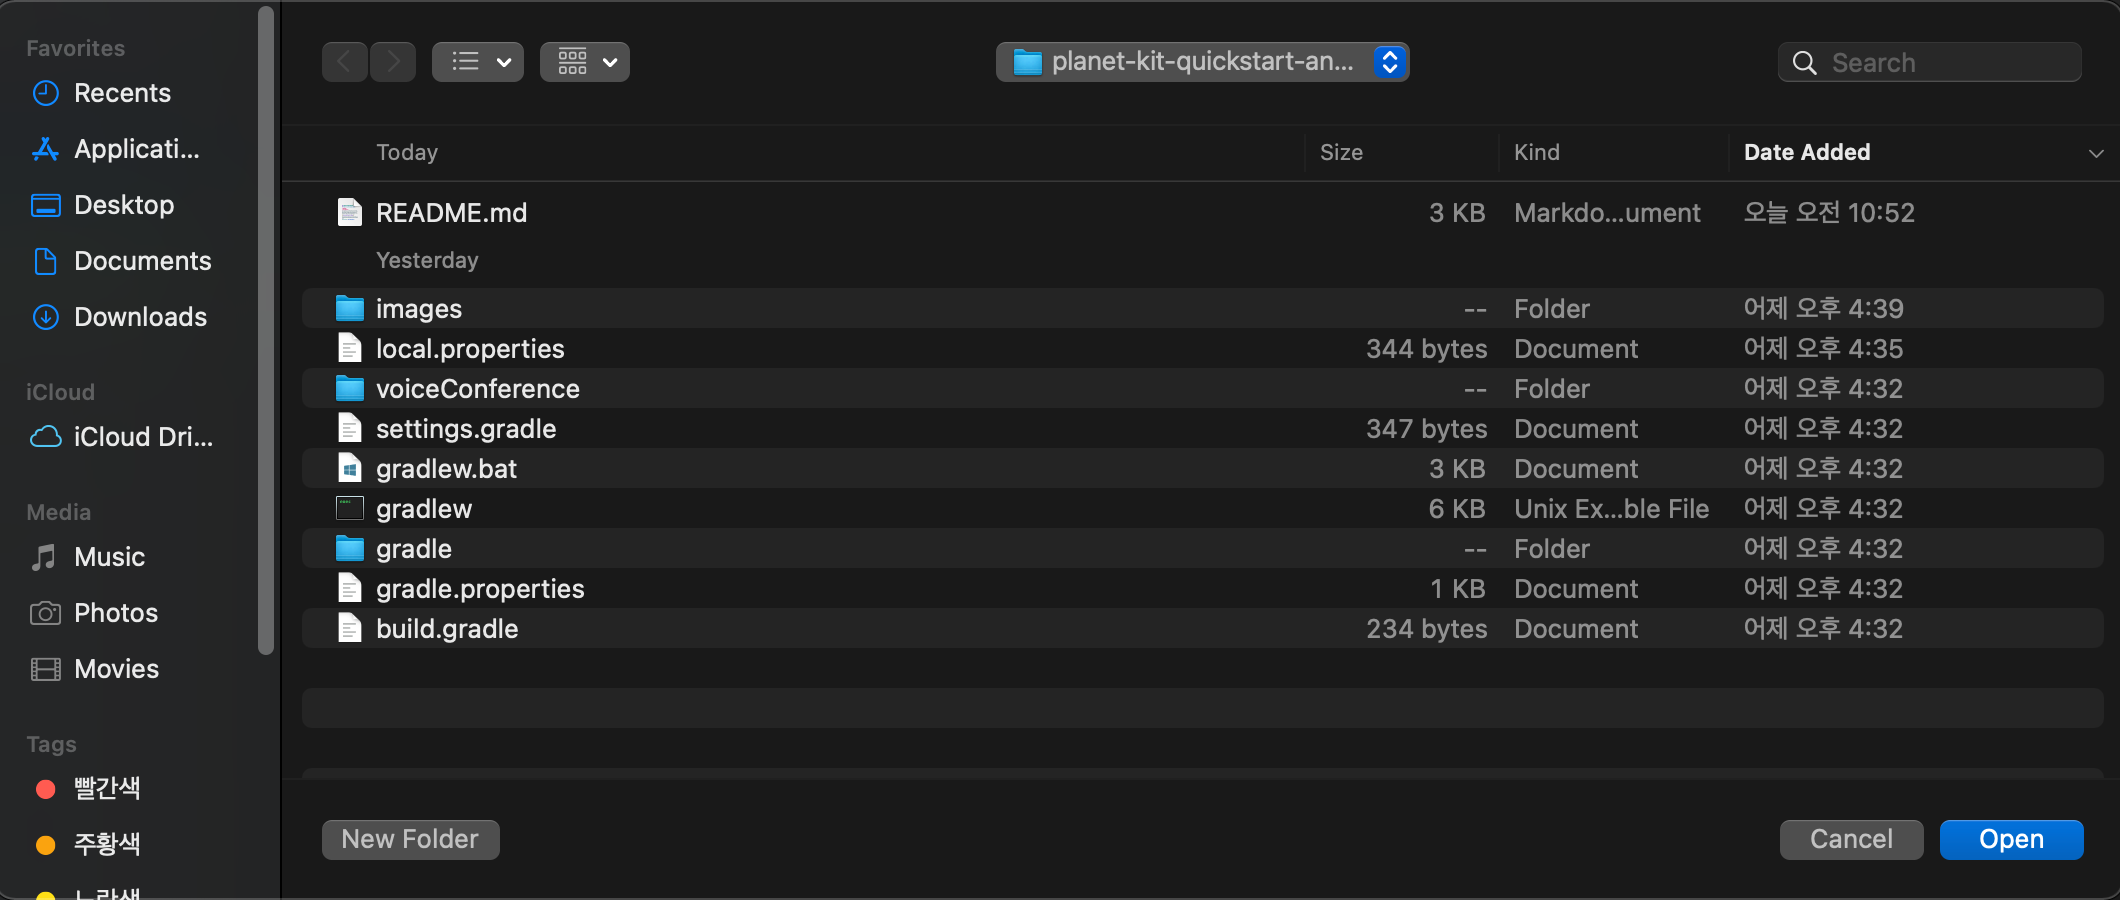 Favorites
Recents
Applicati...
Desktop
Documents
Downloads
iCloud
iCloud Dri...
Media
Music
Photos
Movies
Tags
빨간색
주황색
노란색
planet-kit-quickstart-an...
Search
Today Size Kind Date Added
README.md 3 KB Markdo...ument 오늘 오전 10:52
Yesterday
images -- Folder 어제 오후 4:39
local.properties 344 bytes Document 어제 오후 4:35
voiceConference -- Folder 어제 오후 4:32
settings.gradle 347 bytes Document 어제 오후 4:32
gradlew.bat 3 KB Document 어제 오후 4:32
gradlew 6 KB Unix Ex...ble File 어제 오후 4:32
gradle -- Folder 어제 오후 4:32
gradle.properties 1 KB Document 어제 오후 4:32
build.gradle 234 bytes Document 어제 오후 4:32
New Folder
Cancel
Open